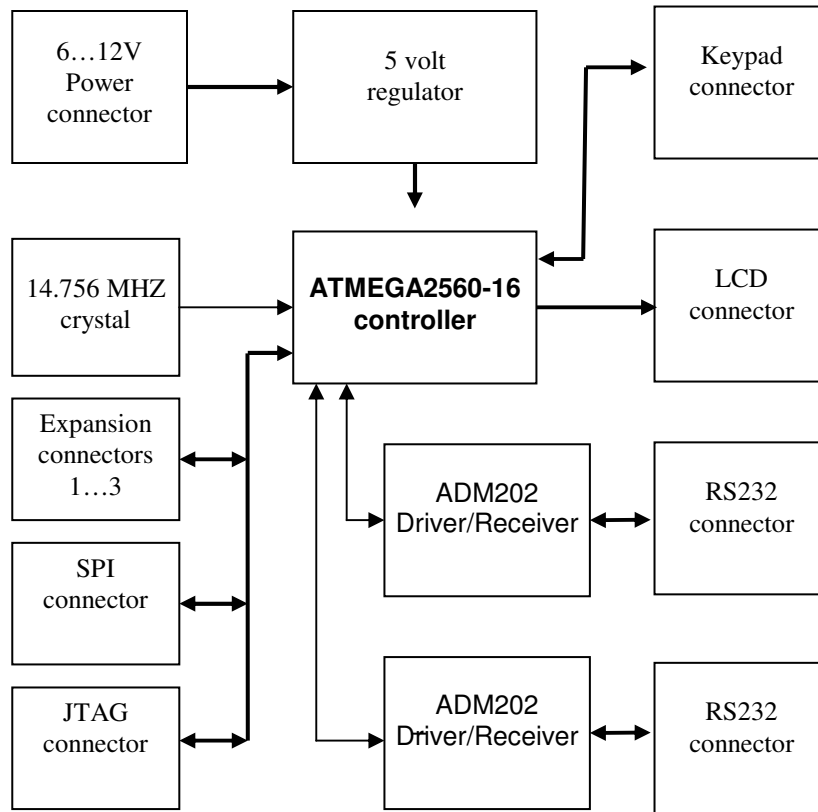 6…12V
Power
connector
5 volt
regulator
Keypad
connector
14.756 MHZ
crystal
ATMEGA2560-16
controller
LCD
connector
Expansion
connectors
1…3
ADM202
Driver/Receiver
RS232
connector
SPI
connector
JTAG
connector
ADM202
Driver/Receiver
RS232
connector